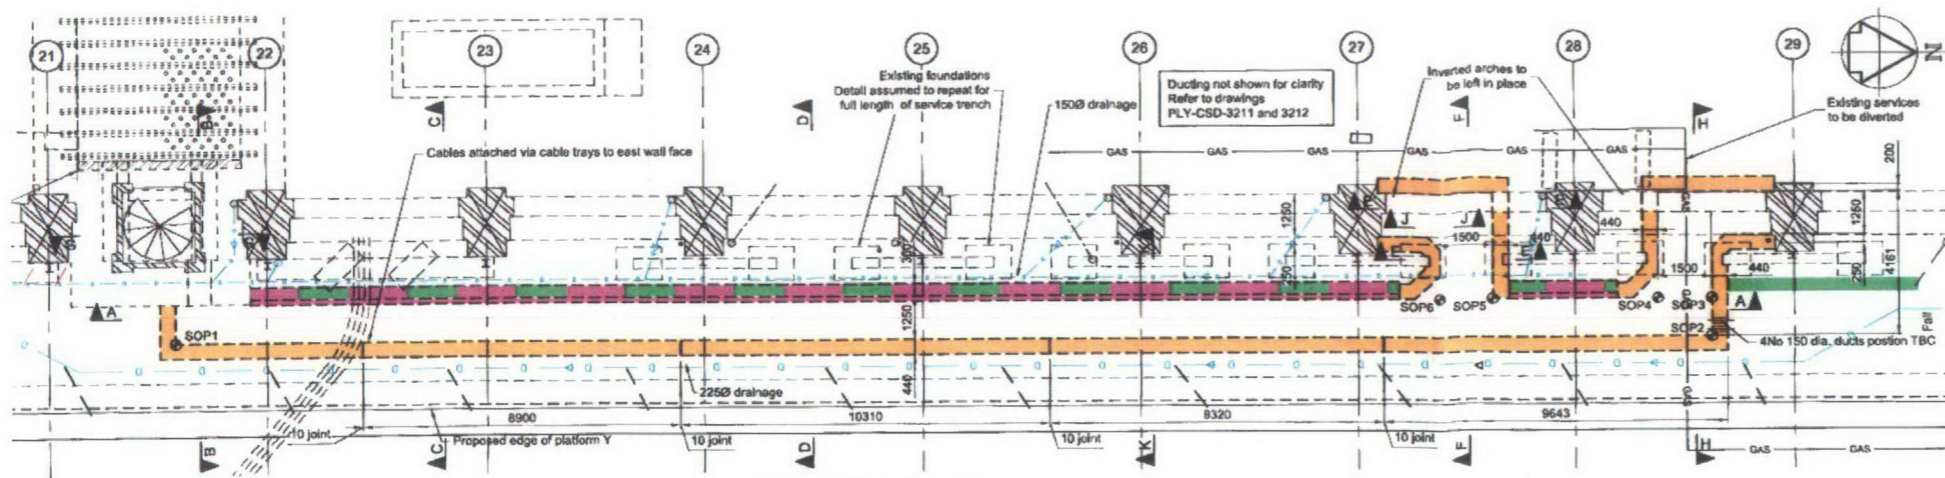 21
22
23
24
25
26
27
28
29
N
Existing foundations
Detail assumed to repeat for
full length of service trench
150Ø drainage
Ducting not shown for clarity
Refer to drawings
PLY-CSD-3211 and 3212
Inverted arches to
be left in place
Existing services
to be diverted
B
C
D
F
H
Cables attached via cable trays to east wall face
GAS GAS GAS GAS GAS GAS
200
1250
1250
J
J
440
1500
440
1500
440
250
250
4161
300
GAS
A
SOP6
SOP5
SOP4
SOP3
A
SOP1
1250
SOP2
GAS
Fall
4No 150 dia. ducts postion TBC
225Ø drainage
440
GAS
8900
10310
9320
9643
10 joint
Proposed edge of platform Y
10 joint
10 joint
10 joint
B
C
D
K
F
H
GAS GAS GAS